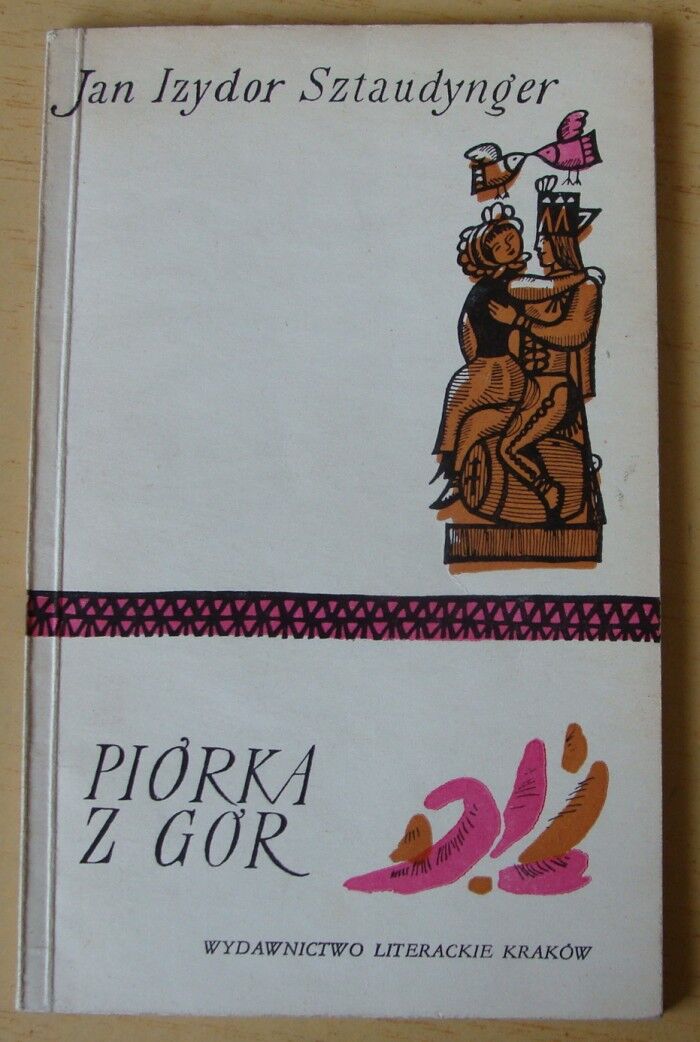 Jan Izydor Sztaudynger
PIÓRKA
Z GÓR
WYDAWNICTWO LITERACKIE KRAKÓW